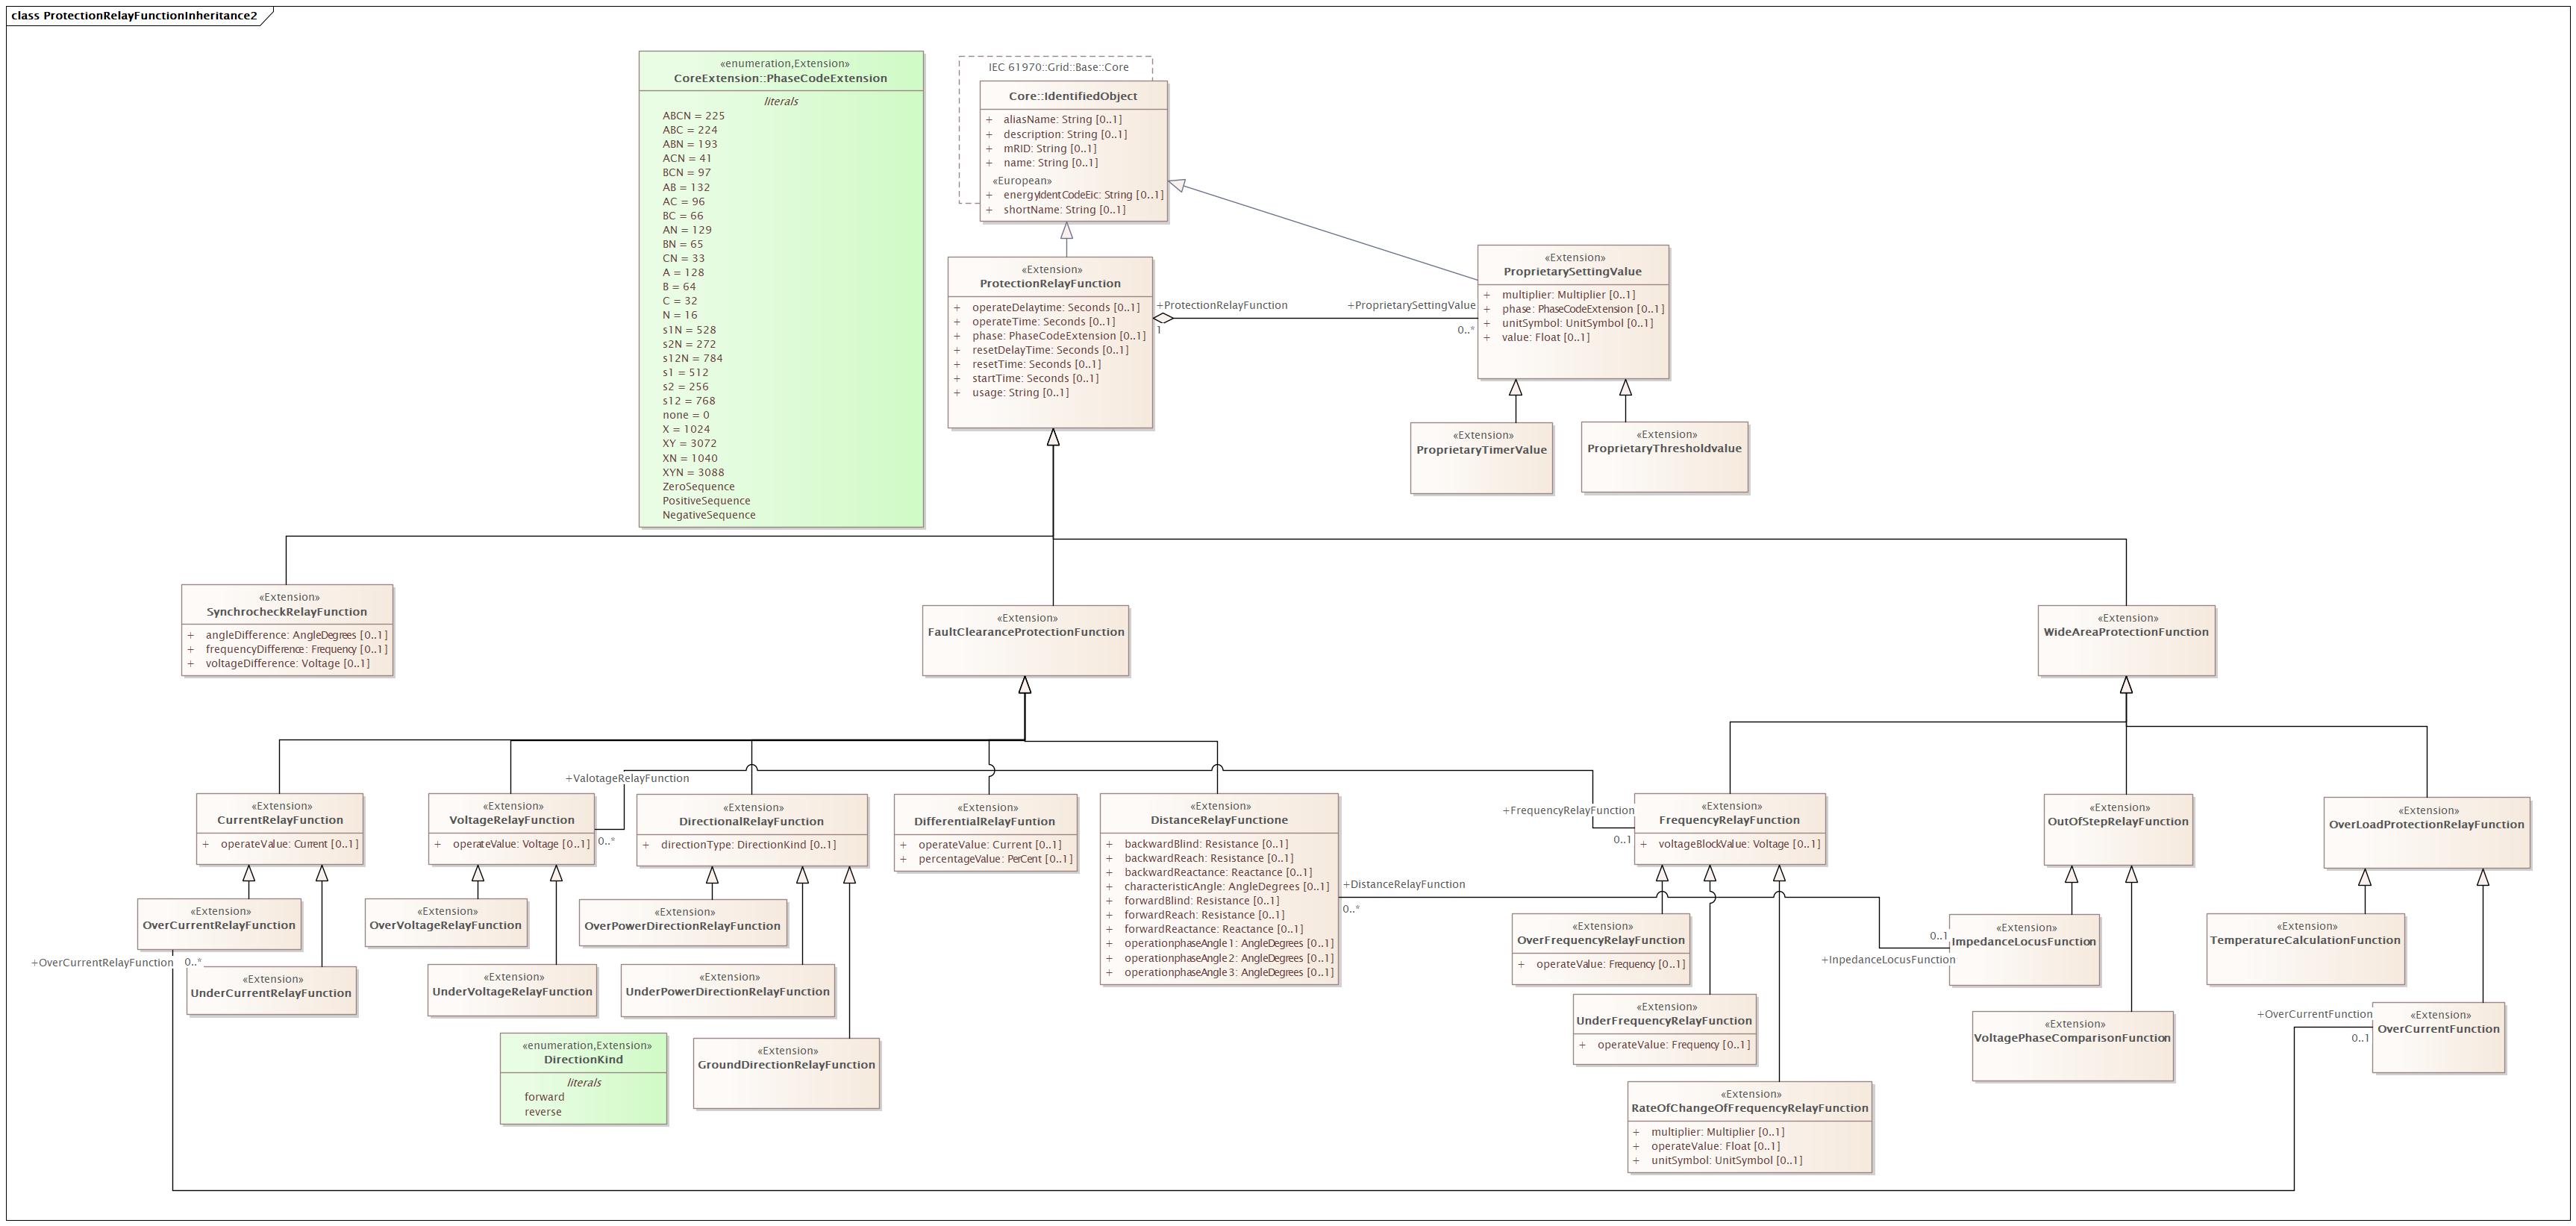 class ProtectionRelayFunctionInheritance2
«enumeration,Extension»
CoreExtension::PhaseCodeExtension
literals
ABCN = 225
ABC = 224
ABN = 193
ACN = 41
BCN = 97
AB = 132
AC = 96
BC = 66
AN = 129
BN = 65
CN = 33
A = 128
B = 64
C = 32
N = 16
s1N = 528
s2N = 272
s12N = 784
s1 = 512
s2 = 256
s12 = 768
none = 0
X = 1024
XY = 3072
XN = 1040
XYN = 3088
ZeroSequence
PositiveSequence
NegativeSequence
IEC 61970::Grid::Base::Core
Core::IdentifiedObject
+ aliasName: String [0..1]
+ description: String [0..1]
+ mRID: String [0..1]
+ name: String [0..1]
«European»
+ energyIdentCodeEic: String [0..1]
+ shortName: String [0..1]
«Extension»
ProtectionRelayFunction
+ operateDelaytime: Seconds [0..1]
+ operateTime: Seconds [0..1]
+ phase: PhaseCodeExtension [0..1]
+ resetDelayTime: Seconds [0..1]
+ resetTime: Seconds [0..1]
+ startTime: Seconds [0..1]
+ usage: String [0..1]
+ProtectionRelayFunction
1
+ProprietarySettingValue
0..*
«Extension»
ProprietarySettingValue
+ multiplier: Multiplier [0..1]
+ phase: PhaseCodeExtension [0..1]
+ unitSymbol: UnitSymbol [0..1]
+ value: Float [0..1]
«Extension»
ProprietaryTimerValue
«Extension»
ProprietaryThresholdvalue
«Extension»
SynchrocheckRelayFunction
+ angleDifference: AngleDegrees [0..1]
+ frequencyDifference: Frequency [0..1]
+ voltageDifference: Voltage [0..1]
«Extension»
FaultClearanceProtectionFunction
«Extension»
WideAreaProtectionFunction
«Extension»
CurrentRelayFunction
+ operateValue: Current [0..1]
«Extension»
VoltageRelayFunction
+ operateValue: Voltage [0..1]
+ValotageRelayFunction
0..*
«Extension»
DirectionalRelayFunction
+ directionType: DirectionKind [0..1]
«Extension»
DifferentialRelayFuntion
+ operateValue: Current [0..1]
+ percentageValue: PerCent [0..1]
«Extension»
DistanceRelayFunctione
+ backwardBlind: Resistance [0..1]
+ backwardReach: Resistance [0..1]
+ backwardReactance: Reactance [0..1]
+ characteristicAngle: AngleDegrees [0..1]
+ forwardBlind: Resistance [0..1]
+ forwardReach: Resistance [0..1]
+ forwardReactance: Reactance [0..1]
+ operationphaseAngle1: AngleDegrees [0..1]
+ operationphaseAngle2: AngleDegrees [0..1]
+ operationphaseAngle3: AngleDegrees [0..1]
+DistanceRelayFunction
0..*
+FrequencyRelayFunction
0..1
«Extension»
FrequencyRelayFunction
+ voltageBlockValue: Voltage [0..1]
«Extension»
OutOfStepRelayFunction
«Extension»
OverLoadProtectionRelayFunction
«Extension»
OverCurrentRelayFunction
+OverCurrentRelayFunction
0..*
«Extension»
UnderCurrentRelayFunction
«Extension»
OverVoltageRelayFunction
«Extension»
UnderVoltageRelayFunction
«Extension»
OverPowerDirectionRelayFunction
«Extension»
UnderPowerDirectionRelayFunction
«Extension»
GroundDirectionRelayFunction
«enumeration,Extension»
DirectionKind
literals
forward
reverse
«Extension»
OverFrequencyRelayFunction
+ operateValue: Frequency [0..1]
«Extension»
UnderFrequencyRelayFunction
+ operateValue: Frequency [0..1]
«Extension»
RateOfChangeOfFrequencyRelayFunction
+ multiplier: Multiplier [0..1]
+ operateValue: Float [0..1]
+ unitSymbol: UnitSymbol [0..1]
0..1
+InpedanceLocusFunction
«Extension»
ImpedanceLocusFunction
«Extension»
VoltagePhaseComparisonFunction
«Extension»
TemperatureCalculationFunction
+OverCurrentFunction
0..1
«Extension»
OverCurrentFunction